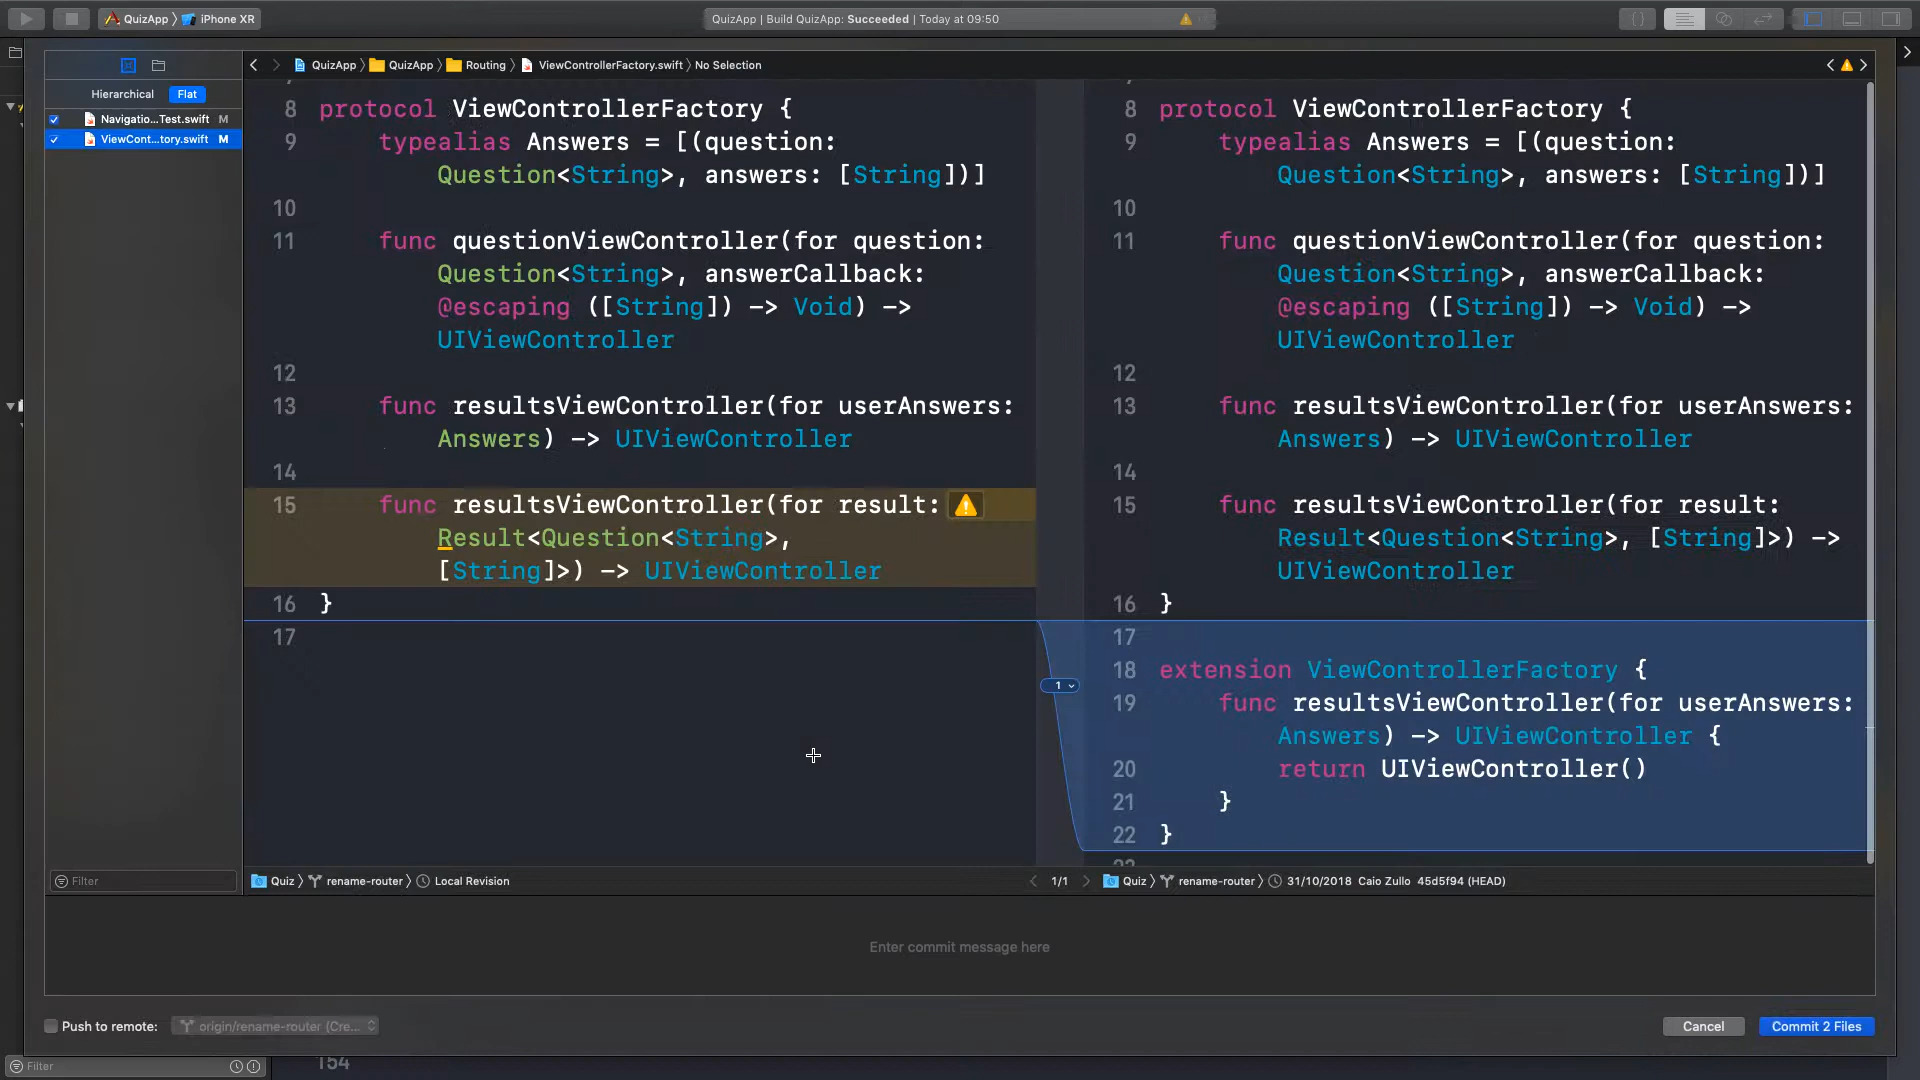 QuizApp 〉 iPhone XR
QuizApp | Build QuizApp: Succeeded | Today at 09:50
Hierarchical Flat
Navigatio...Test.swift M
ViewCont...tory.swift M
QuizApp 〉 QuizApp 〉 Routing 〉 ViewControllerFactory.swift 〉 No Selection
8 protocol ViewControllerFactory {
9 typealias Answers = [(question:
Question<String>, answers: [String])]
10
11 func questionViewController(for question:
Question<String>, answerCallback:
@escaping ([String]) -> Void) ->
UIViewController
12
13 func resultsViewController(for userAnswers:
Answers) -> UIViewController
14
15 func resultsViewController(for result:
Result<Question<String>,
[String]>) -> UIViewController
16 }
17
8 protocol ViewControllerFactory {
9 typealias Answers = [(question:
Question<String>, answers: [String])]
10
11 func questionViewController(for question:
Question<String>, answerCallback:
@escaping ([String]) -> Void) ->
UIViewController
12
13 func resultsViewController(for userAnswers:
Answers) -> UIViewController
14
15 func resultsViewController(for result:
Result<Question<String>, [String]>) ->
UIViewController
16 }
17
18 extension ViewControllerFactory {
19 func resultsViewController(for userAnswers:
Answers) -> UIViewController {
20 return UIViewController()
21 }
22 }
1
Filter
Quiz 〉 rename-router 〉 Local Revision
1/1
Quiz 〉 rename-router 〉 31/10/2018 Caio Zullo 45d5f94 (HEAD)
Enter commit message here
Push to remote: origin/rename-router (Cre...
Cancel Commit 2 Files
Filter
154